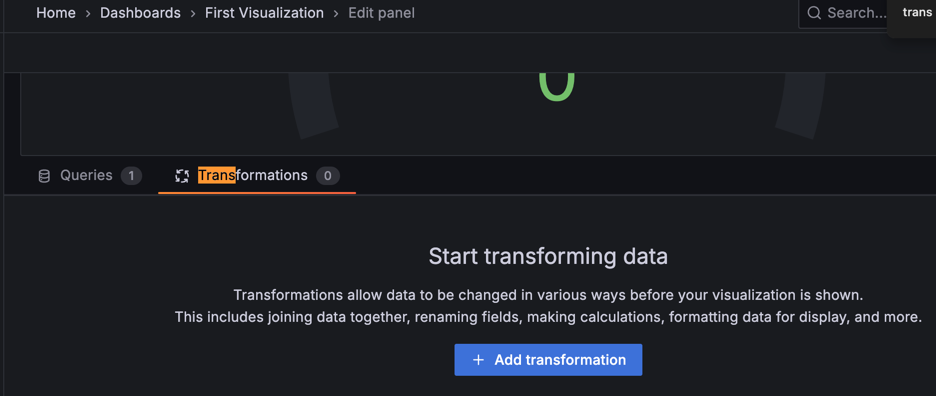 Home > Dashboards > First Visualization > Edit panel
Search...
trans
0
Queries 1
Transformations 0
Start transforming data
Transformations allow data to be changed in various ways before your visualization is shown.
This includes joining data together, renaming fields, making calculations, formatting data for display, and more.
+ Add transformation